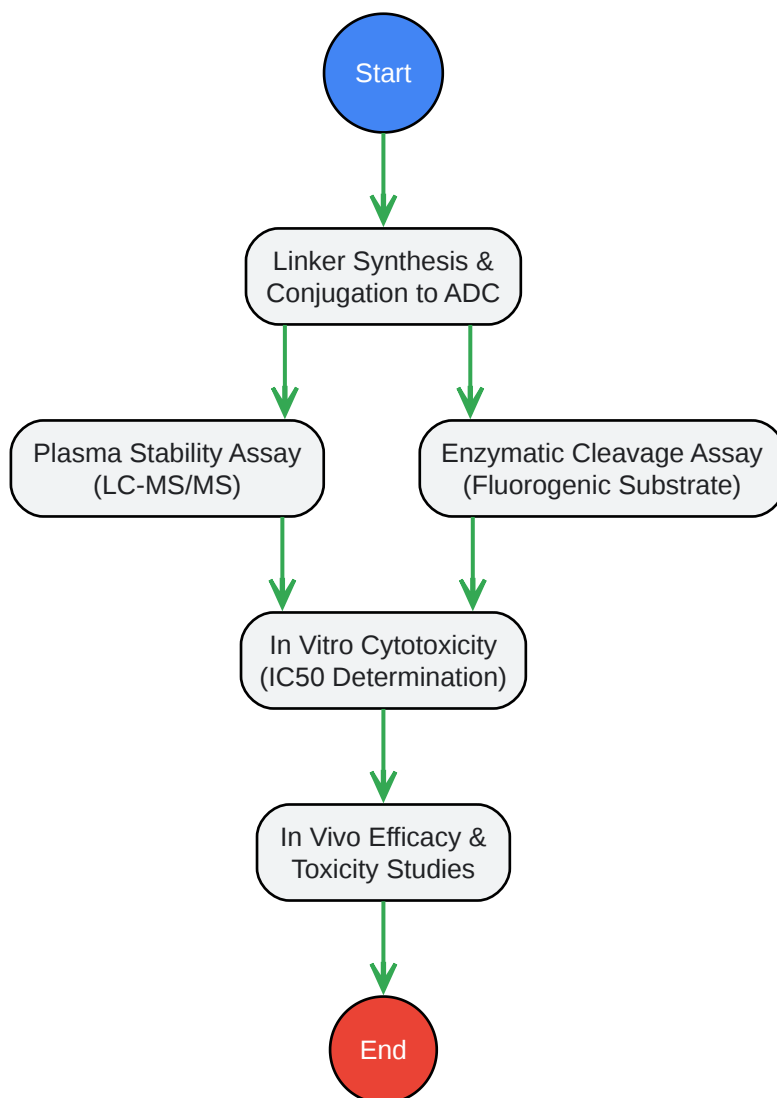 Start
Linker Synthesis &
Conjugation to ADC
Plasma Stability Assay
(LC-MS/MS)
Enzymatic Cleavage Assay
(Fluorogenic Substrate)
In Vitro Cytotoxicity
(IC50 Determination)
In Vivo Efficacy &
Toxicity Studies
End